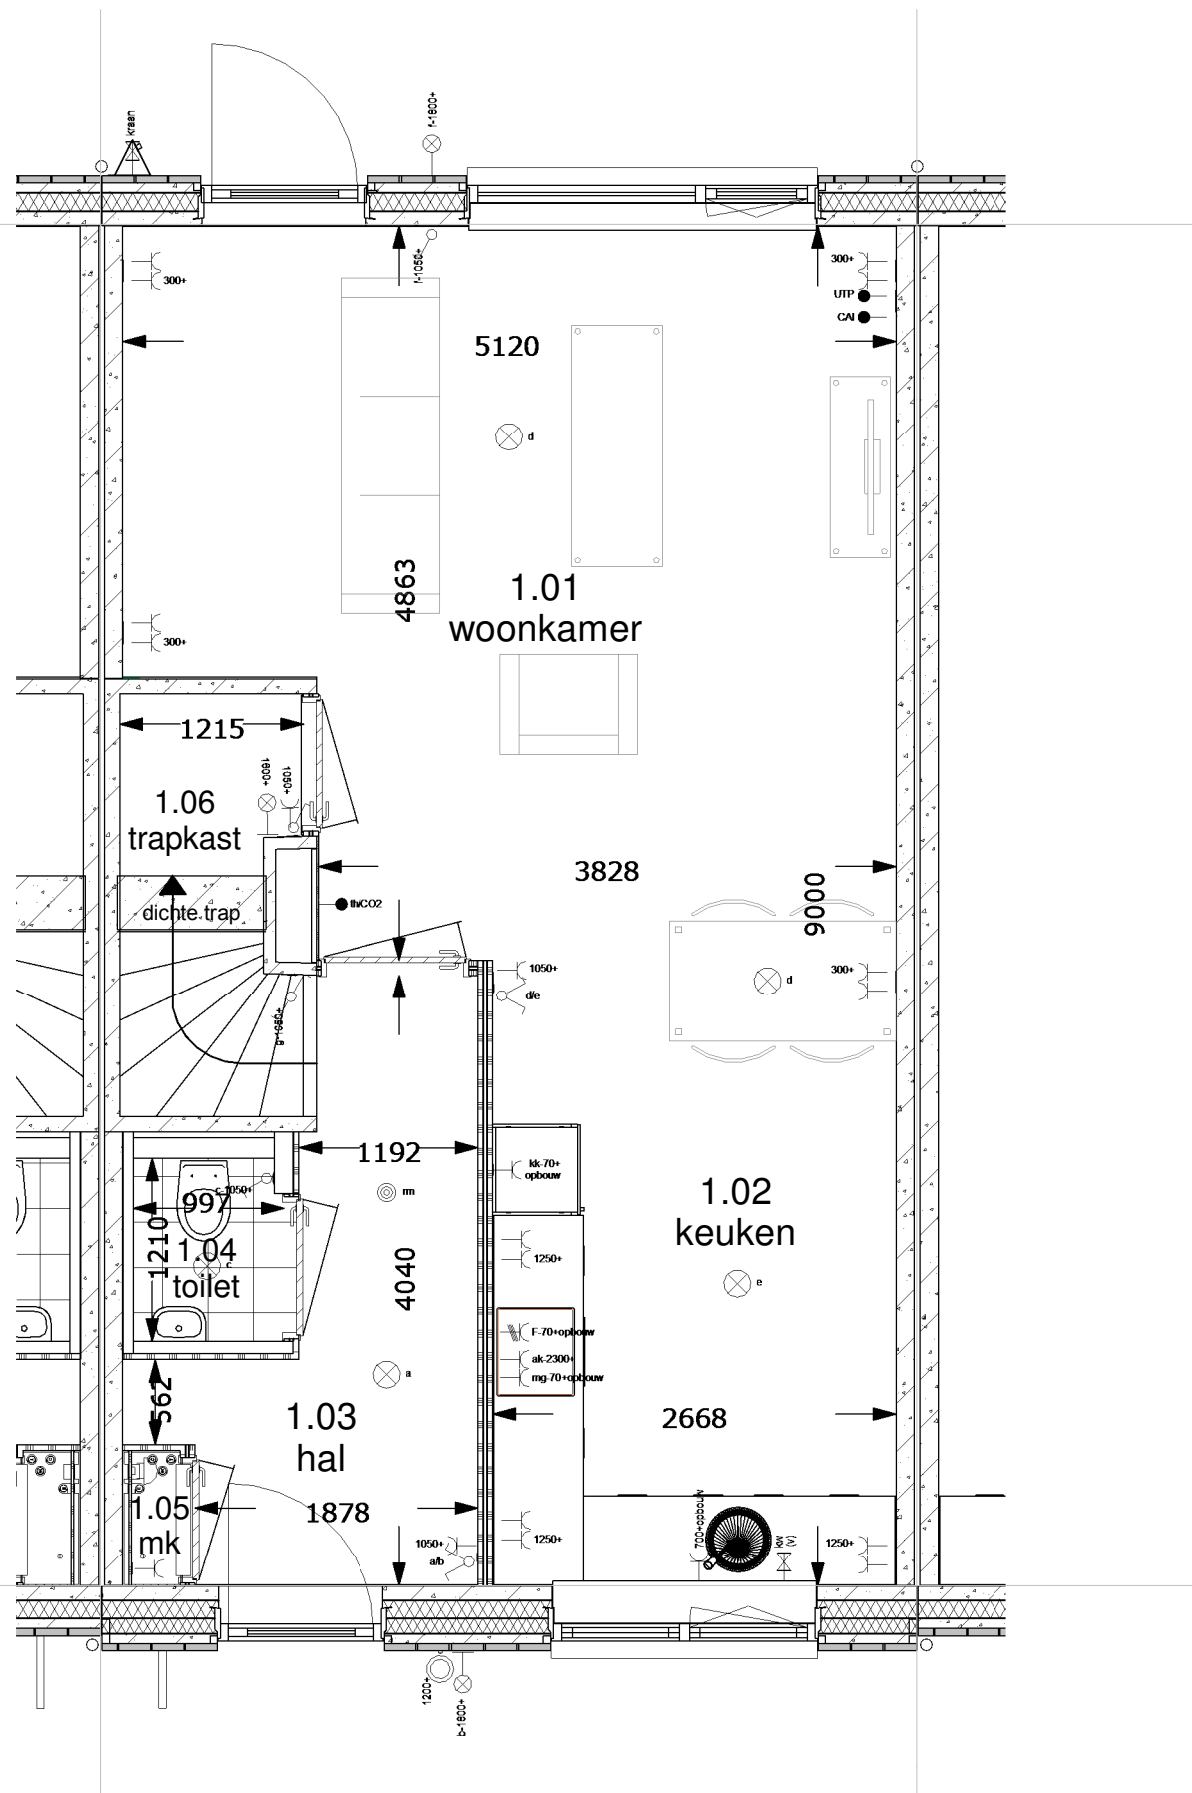 kraan
f-1800+
f-1050+
300+
300+
UTP
CAI
5120
d
4863
1.01
woonkamer
300+
1215
1600+
1050+
1.06
trapkast
3828
9000
th/CO2
dichte trap
1050+
d/e
d
300+
1192
kk-70+
opbouw
c-1050+
997
m
1.02
keuken
1210
1.04
toilet
c
4040
1250+
e
F-70+opbouw
ak-2300+
mg-70+opbouw
a
562
1.03
hal
2668
1.05
mk
1878
1050+
a/b
1250+
700+opbouw
kw
(v)
1250+
1200+
b-1800+